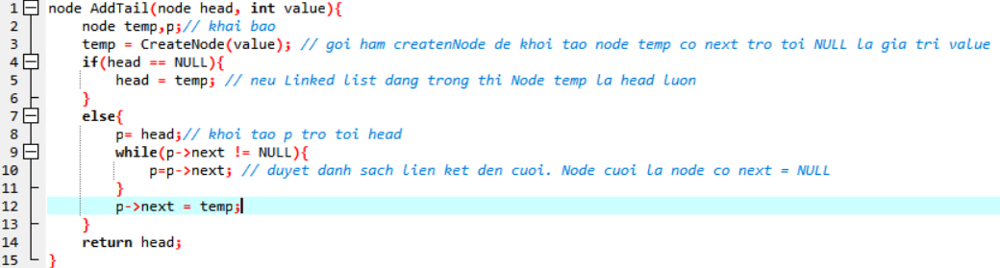 1 node AddTail(node head, int value){
2 node temp,p;// khai bao
3 temp = CreateNode(value); // goi ham createnNode de khoi tao node temp co next tro toi NULL la gia tri value
4 if(head == NULL){
5 head = temp; // neu Linked list dang trong thi Node temp la head luon
6 }
7 else{
8 p= head;// khoi tao p tro toi head
9 while(p->next != NULL){
10 p=p->next; // duyet danh sach lien ket den cuoi. Node cuoi la node co next = NULL
11 }
12 p->next = temp;
13 }
14 return head;
15 }